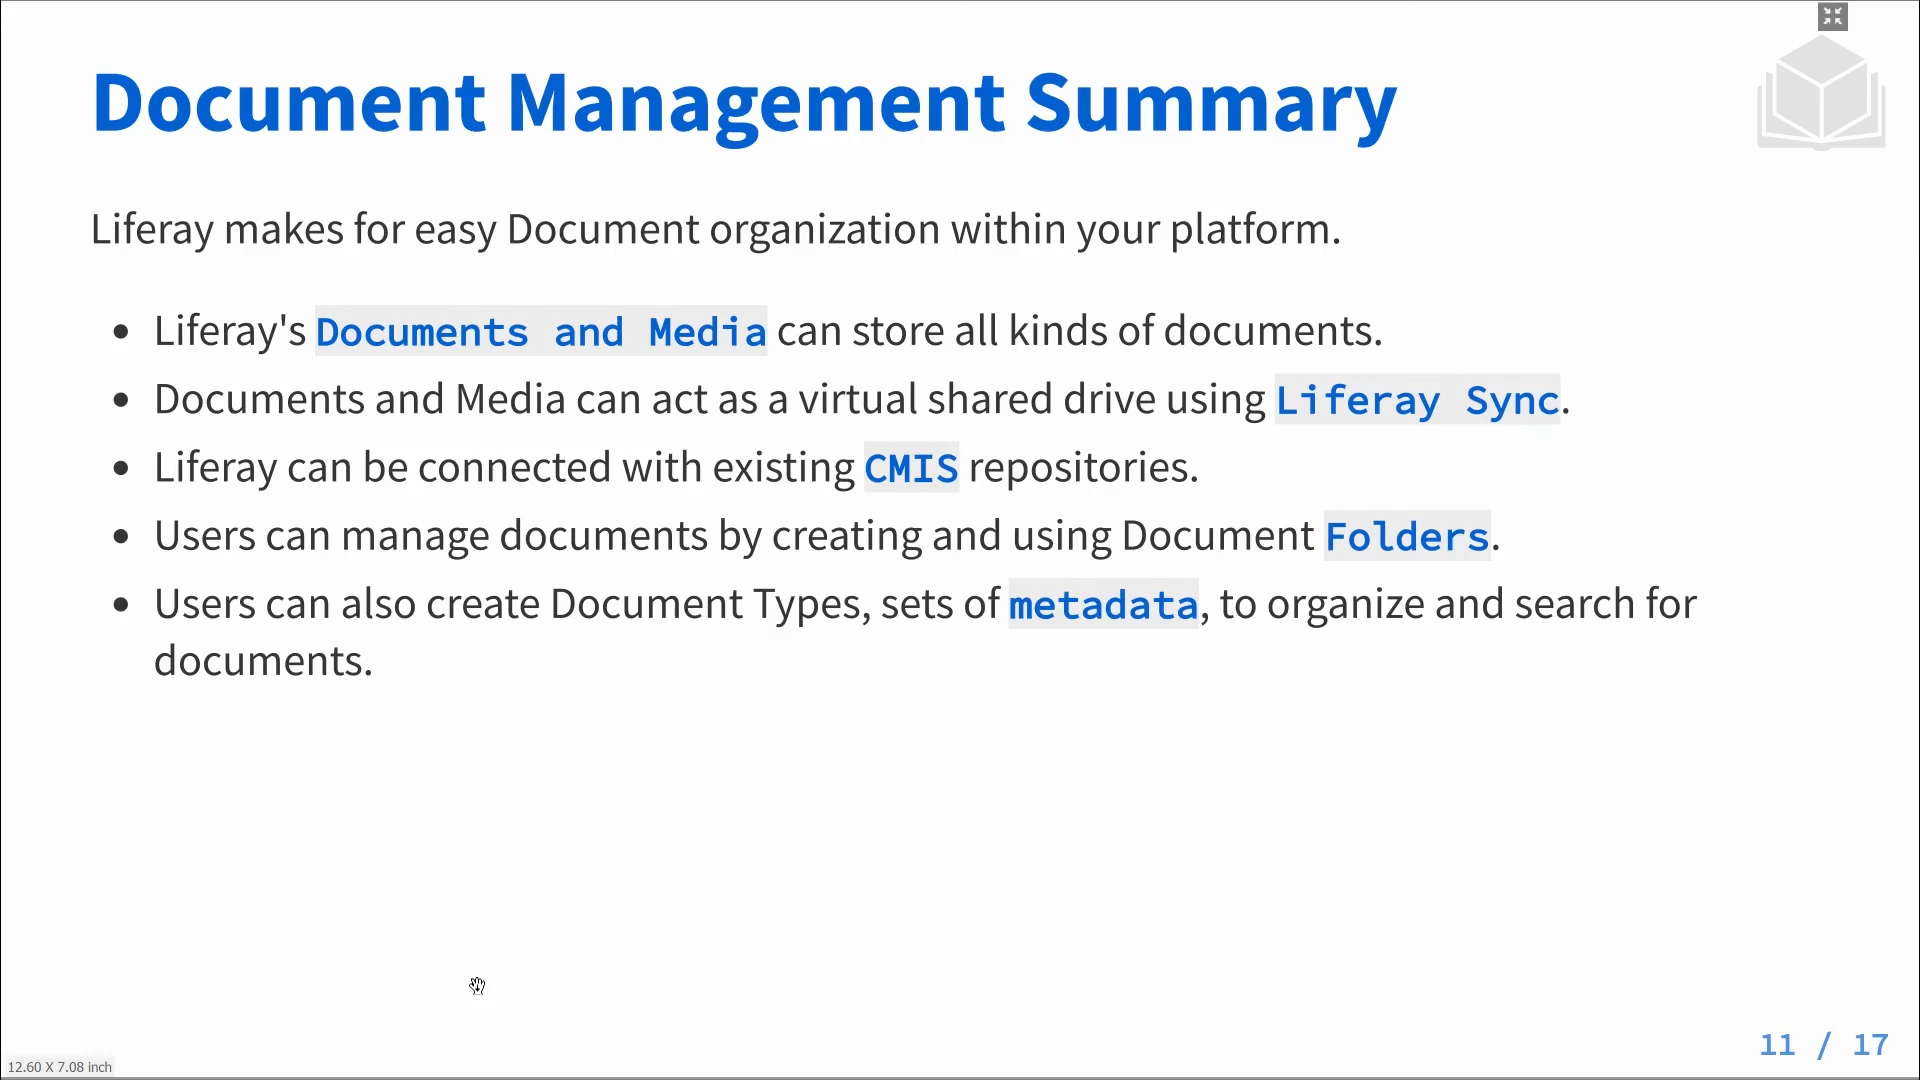 Document Management Summary
Liferay makes for easy Document organization within your platform.
• Liferay's Documents and Media can store all kinds of documents.
• Documents and Media can act as a virtual shared drive using Liferay Sync.
• Liferay can be connected with existing CMIS repositories.
• Users can manage documents by creating and using Document Folders.
• Users can also create Document Types, sets of metadata, to organize and search for
documents.
11 / 17
12.60 X 7.08 inch